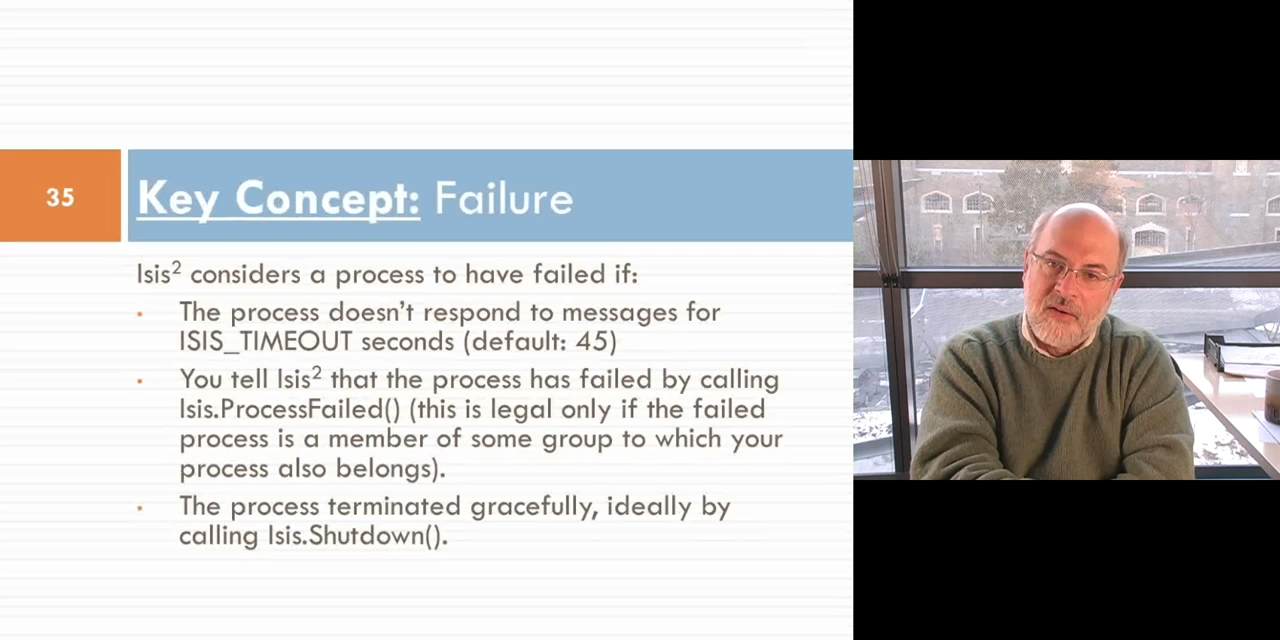 35
Key Concept: Failure
Isis² considers a process to have failed if:
· The process doesn't respond to messages for
ISIS_TIMEOUT seconds (default: 45)
· You tell Isis² that the process has failed by calling
Isis.ProcessFailed() (this is legal only if the failed
process is a member of some group to which your
process also belongs).
· The process terminated gracefully, ideally by
calling Isis.Shutdown().